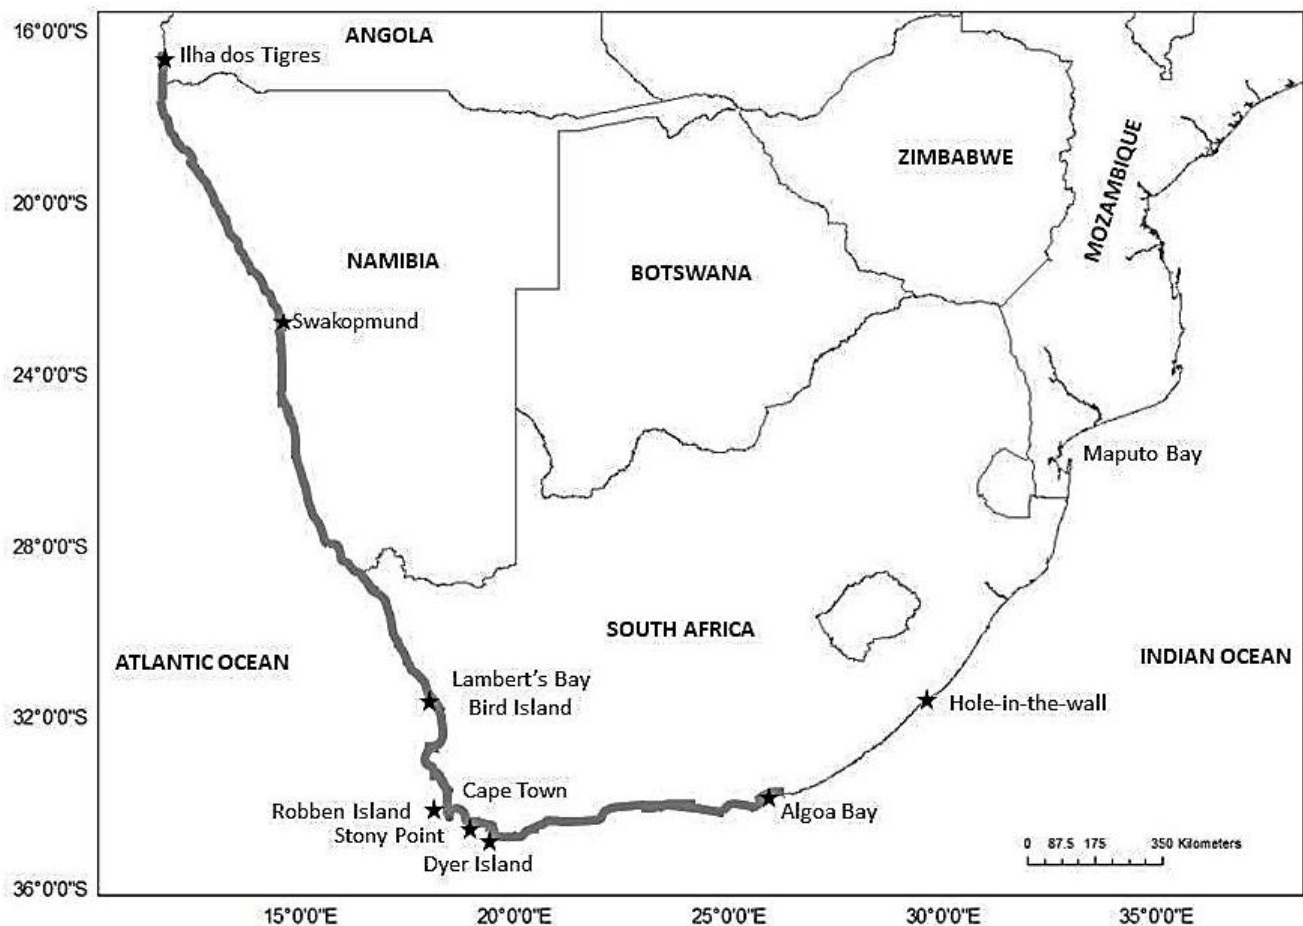 16°0'0"S
ANGOLA
Ilha dos Tigres
ZIMBABWE
MOZAMBIQUE
20°0'0"S
NAMIBIA
BOTSWANA
Swakopmund
24°0'0"S
Maputo Bay
28°0'0"S
SOUTH AFRICA
ATLANTIC OCEAN
INDIAN OCEAN
Lambert's Bay
Bird Island
Hole-in-the-wall
32°0'0"S
Cape Town
Robben Island
Algoa Bay
Stony Point
Dyer Island
0 87.5 175 350 Kilometers
36°0'0"S
15°0'0"E 20°0'0"E 25°0'0"E 30°0'0"E 35°0'0"E